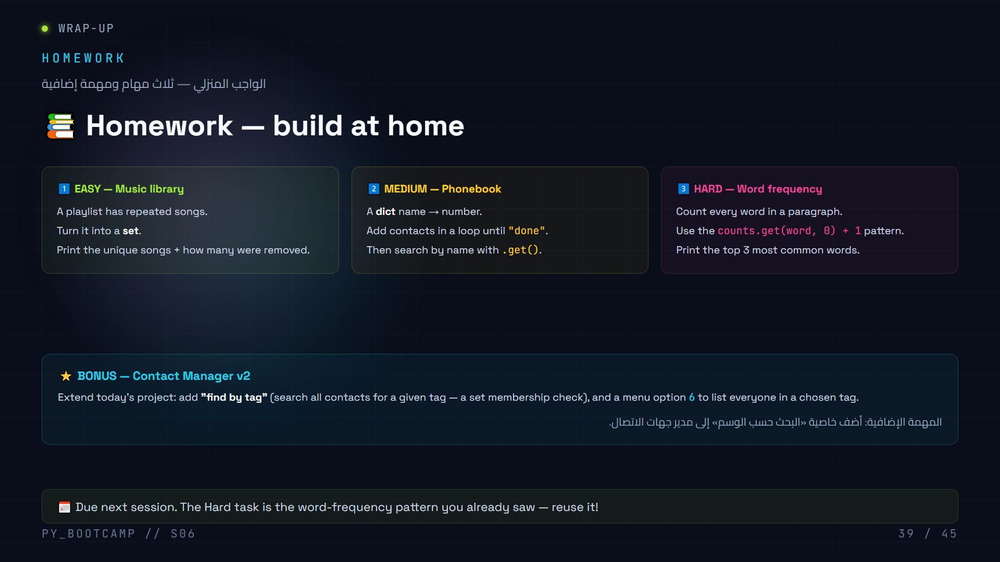 WRAP-UP
HOMEWORK
الواجب المنزلي — ثلاث مهام ومهمة إضافية
📚 Homework — build at home
1️⃣ EASY — Music library
A playlist has repeated songs.
Turn it into a set.
Print the unique songs + how many were removed.
2️⃣ MEDIUM — Phonebook
A dict name → number.
Add contacts in a loop until "done".
Then search by name with .get().
3️⃣ HARD — Word frequency
Count every word in a paragraph.
Use the counts.get(word, 0) + 1 pattern.
Print the top 3 most common words.
⭐ BONUS — Contact Manager v2
Extend today's project: add "find by tag" (search all contacts for a given tag — a set membership check), and a menu option 6 to list everyone in a chosen tag.
المهمة الإضافية: أضف خاصية «البحث حسب الوسم» إلى مدير جهات الاتصال.
📅 Due next session. The Hard task is the word-frequency pattern you already saw — reuse it!
PY_BOOTCAMP // S06
39 / 45